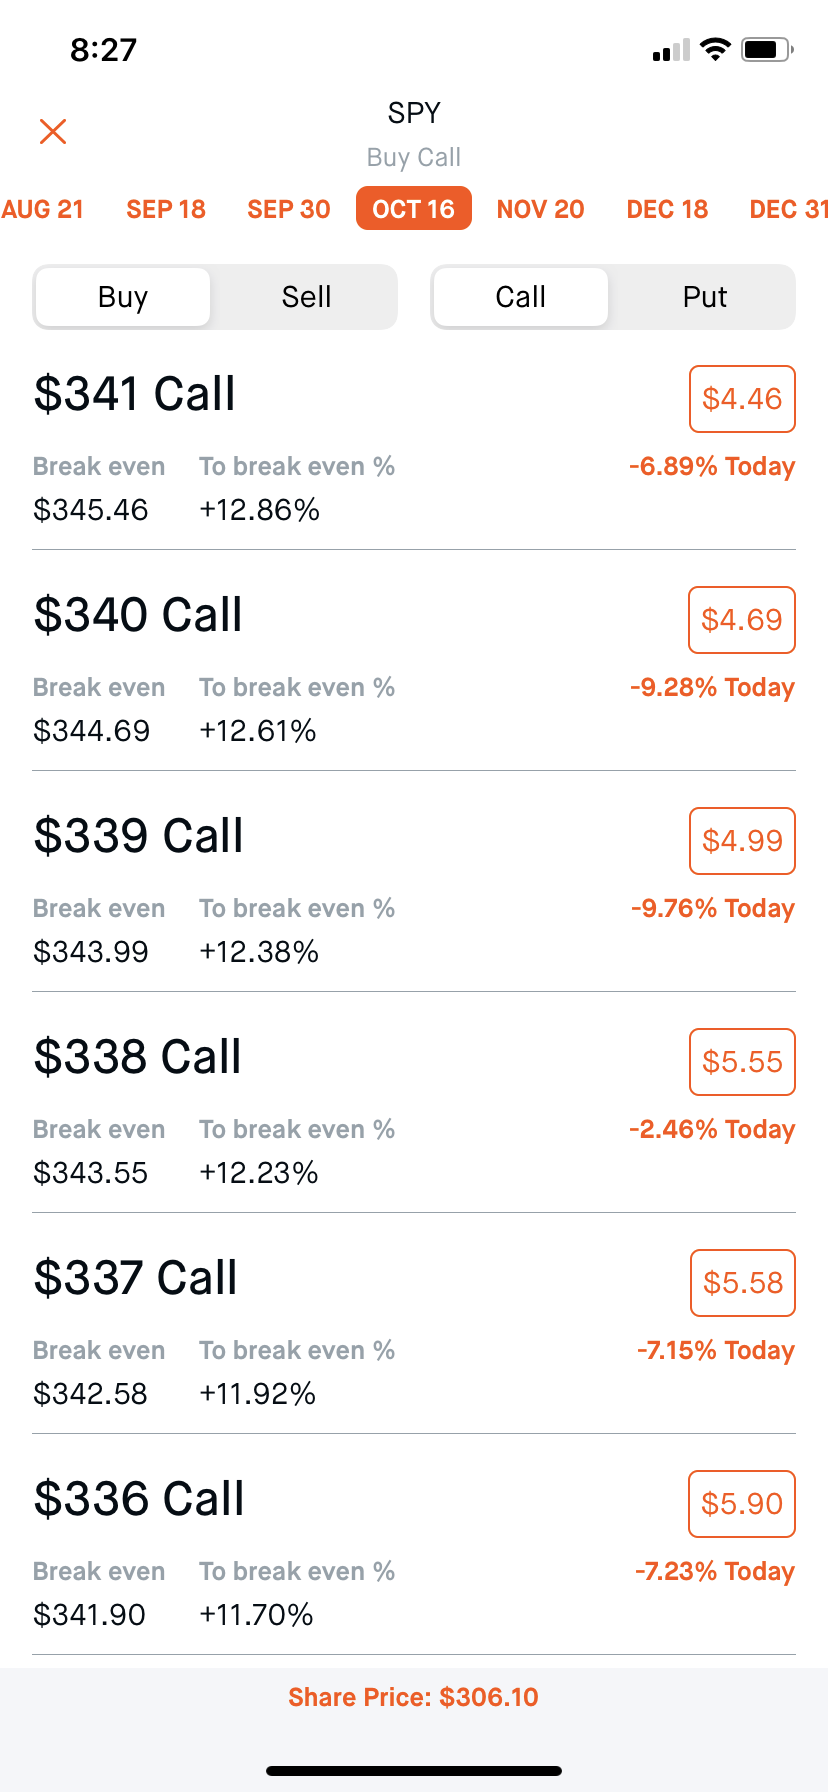 8:27
SPY
Buy Call
AUG 21 SEP 18 SEP 30 OCT 16 NOV 20 DEC 18 DEC 31
Buy Sell Call Put
$341 Call $4.46
Break even To break even % -6.89% Today
$345.46 +12.86%
$340 Call $4.69
Break even To break even % -9.28% Today
$344.69 +12.61%
$339 Call $4.99
Break even To break even % -9.76% Today
$343.99 +12.38%
$338 Call $5.55
Break even To break even % -2.46% Today
$343.55 +12.23%
$337 Call $5.58
Break even To break even % -7.15% Today
$342.58 +11.92%
$336 Call $5.90
Break even To break even % -7.23% Today
$341.90 +11.70%
Share Price: $306.10